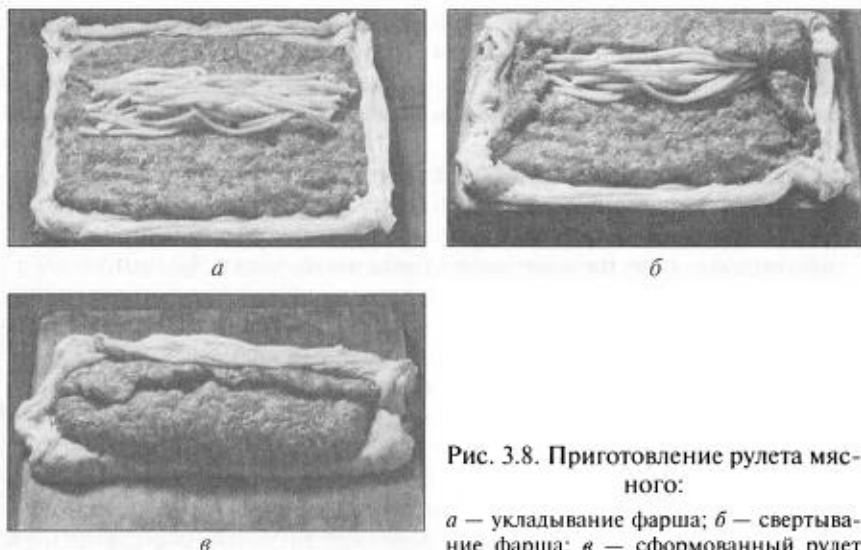 а
б
в
Рис. 3.8. Приготовление рулета мяс-
ного:
а — укладывание фарша; б — свертыва-
ние фарша; в — сформованный рулет